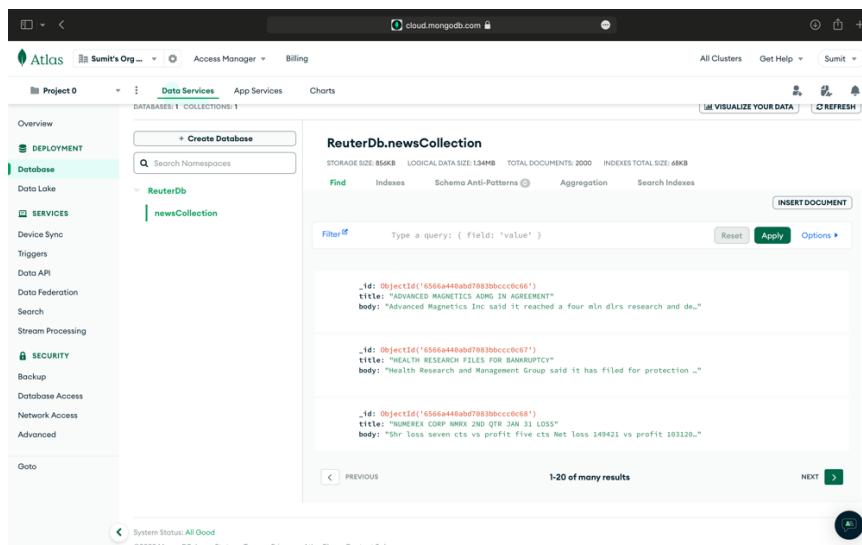 cloud.mongodb.com
Atlas Sumit's Org ... Access Manager Billing All Clusters Get Help Sumit
Project 0 Data Services App Services Charts
DATABASES: 1 COLLECTIONS: 1 VISUALIZE YOUR DATA REFRESH
Overview
DEPLOYMENT
Database
Data Lake
SERVICES
Device Sync
Triggers
Data API
Data Federation
Search
Stream Processing
SECURITY
Backup
Database Access
Network Access
Advanced
Goto
+ Create Database
Search Namespaces
ReuterDb
newsCollection
ReuterDb.newsCollection
STORAGE SIZE: 856KB LOGICAL DATA SIZE: 1.34MB TOTAL DOCUMENTS: 2000 INDEXES TOTAL SIZE: 68KB
Find Indexes Schema Anti-Patterns 0 Aggregation Search Indexes
INSERT DOCUMENT
Filter Type a query: { field: 'value' } Reset Apply Options
_id: ObjectId('6566a440abd7083bbccc0c66')
title: "ADVANCED MAGNETICS ADMG IN AGREEMENT"
body: "Advanced Magnetics Inc said it reached a four mln dlrs research and de…"
_id: ObjectId('6566a440abd7083bbccc0c67')
title: "HEALTH RESEARCH FILES FOR BANKRUPTCY"
body: "Health Research and Management Group said it has filed for protection …"
_id: ObjectId('6566a440abd7083bbccc0c68')
title: "NUMEREX CORP NMRX 2ND QTR JAN 31 LOSS"
body: "Shr loss seven cts vs profit five cts Net loss 149421 vs profit 103120…"
PREVIOUS 1-20 of many results NEXT
System Status: All Good